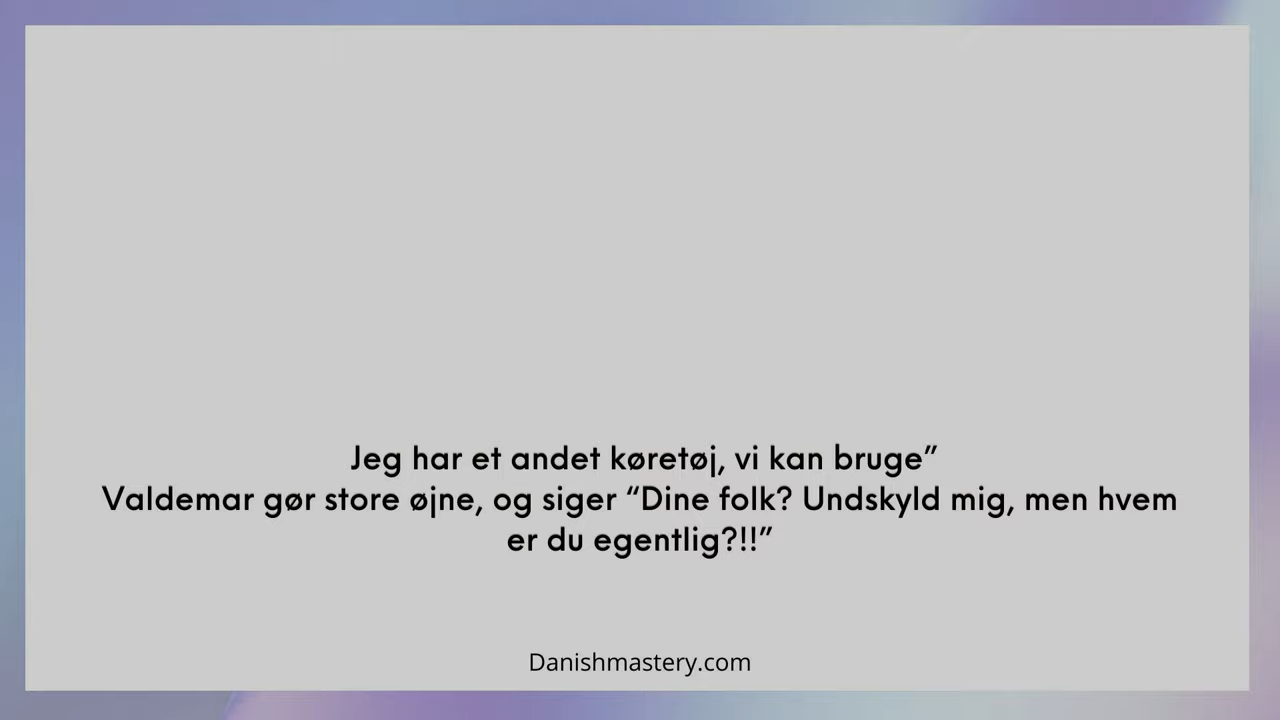 Jeg har et andet køretøj, vi kan bruge”
Valdemar gør store øjne, og siger “Dine folk? Undskyld mig, men hvem
er du egentlig?!!”
Danishmastery.com